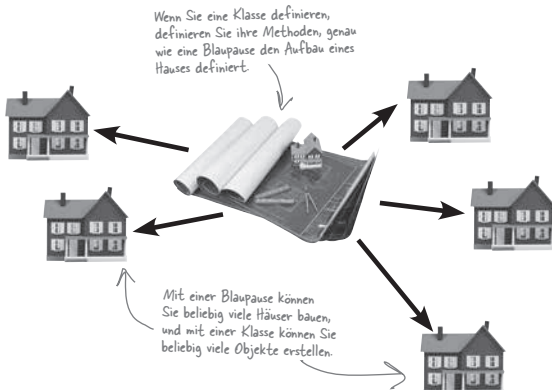 Wenn Sie eine Klasse definieren,
definieren Sie ihre Methoden, genau
wie eine Blaupause den Aufbau eines
Hauses definiert.
Mit einer Blaupause können
Sie beliebig viele Häuser bauen,
und mit einer Klasse können Sie
beliebig viele Objekte erstellen.